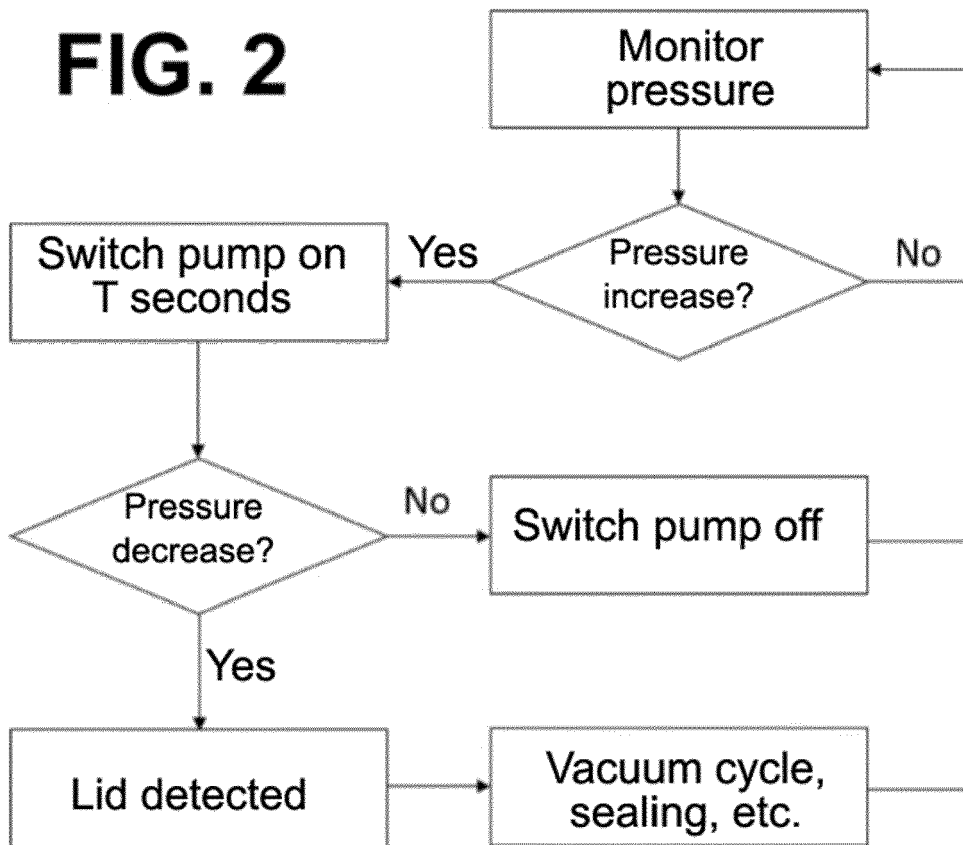 FIG. 2
Monitor
pressure
Pressure
increase?
Yes
No
Switch pump on
T seconds
Pressure
decrease?
No
Switch pump off
Yes
Lid detected
Vacuum cycle,
sealing, etc.